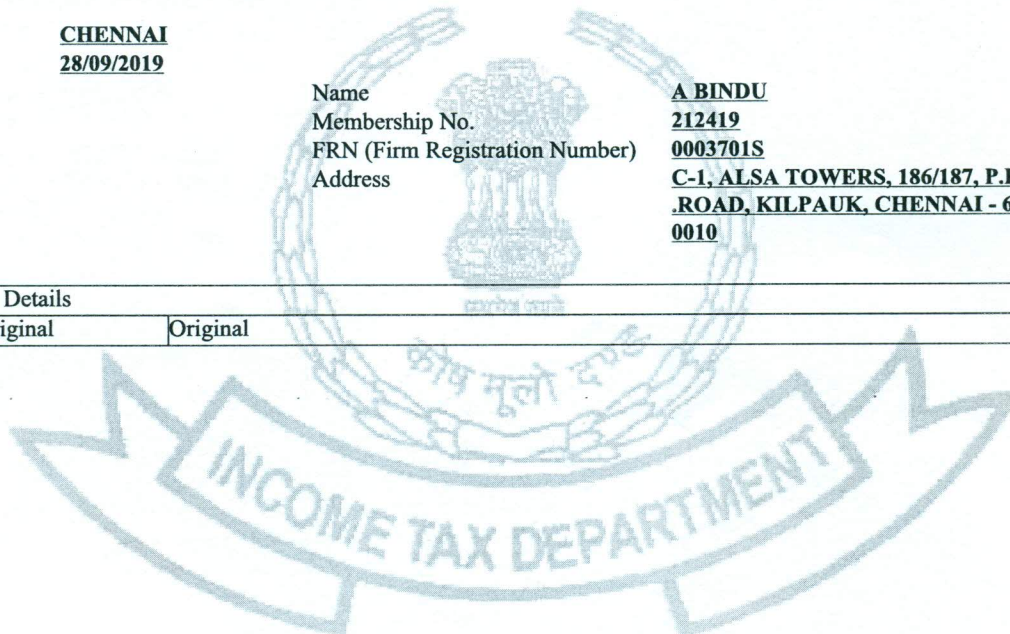 CHENNAI
28/09/2019
Name A BINDU
Membership No. 212419
FRN (Firm Registration Number) 0003701S
Address C-1, ALSA TOWERS, 186/187, P.
.ROAD, KILPAUK, CHENNAI - 6
0010
Details
iginal Original
कोष मूलो दण्डः
INCOME TAX DEPARTMENT